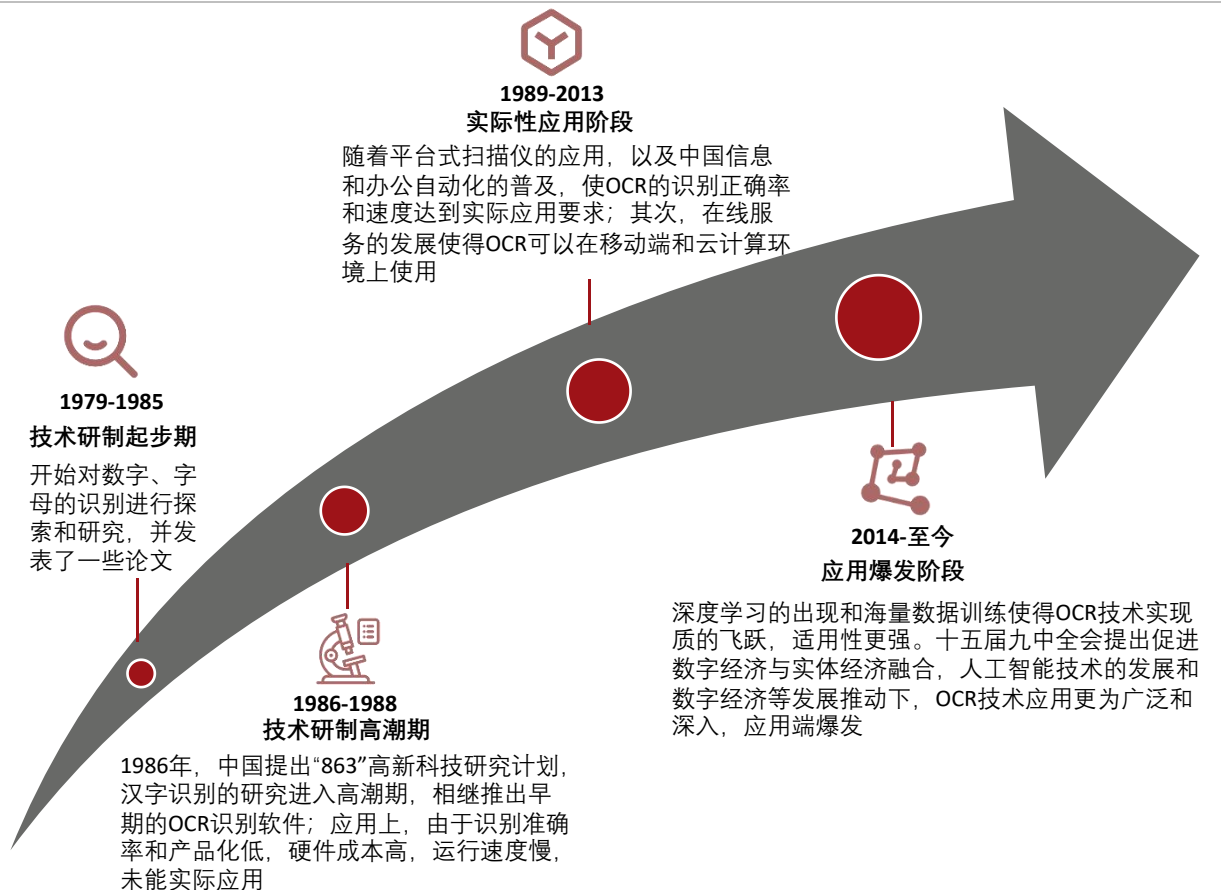 1979-1985
技术研制起步期
开始对数字、字
母的识别进行探
索和研究，并发
表了一些论文
1986-1988
技术研制高潮期
1986年，中国提出“863”高新科技研究计划，
汉字识别的研究进入高潮期，相继推出早
期的OCR识别软件；应用上，由于识别准确
率和产品化低，硬件成本高，运行速度慢，
未能实际应用
1989-2013
实际性应用阶段
随着平台式扫描仪的应用，以及中国信息
和办公自动化的普及，使OCR的识别正确率
和速度达到实际应用要求；其次，在线服
务的发展使得OCR可以在移动端和云计算环
境上使用
2014-至今
应用爆发阶段
深度学习的出现和海量数据训练使得OCR技术实现
质的飞跃，适用性更强。十五届九中全会提出促进
数字经济与实体经济融合，人工智能技术的发展和
数字经济等发展推动下，OCR技术应用更为广泛和
深入，应用端爆发